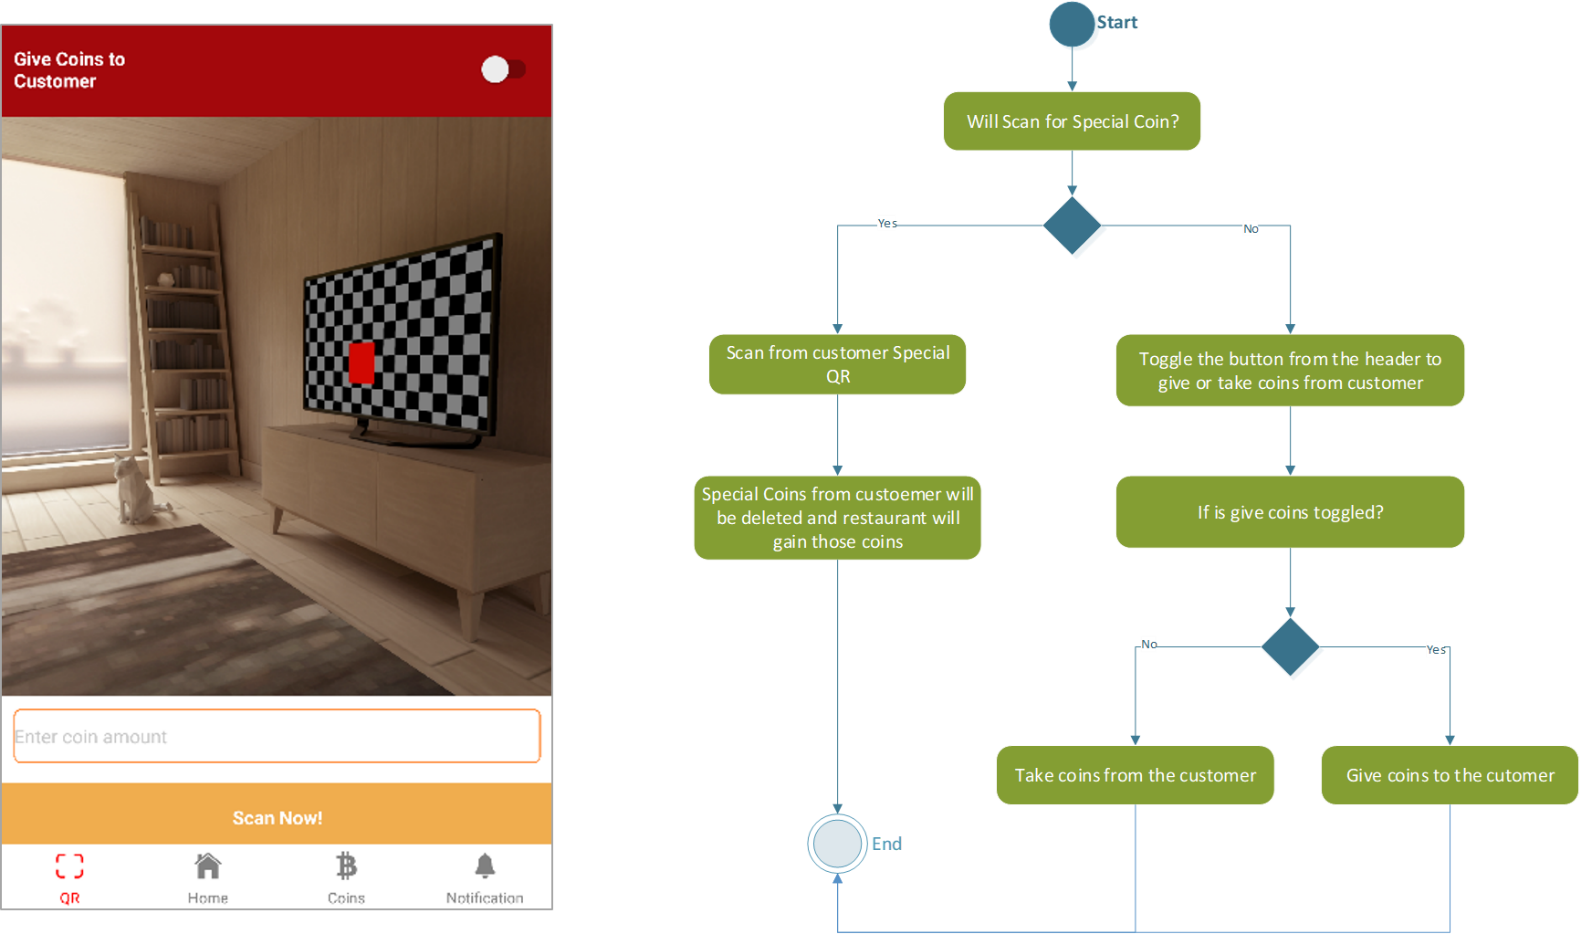 Give Coins to
Customer
Enter coin amount
Scan Now!
QR
Home
Coins
Notification
Start
Will Scan for Special Coin?
Yes
No
Scan from customer Special
QR
Toggle the button from the header to
give or take coins from customer
Special Coins from custoemer will
be deleted and restaurant will
gain those coins
If is give coins toggled?
No
Yes
Take coins from the customer
Give coins to the cutomer
End